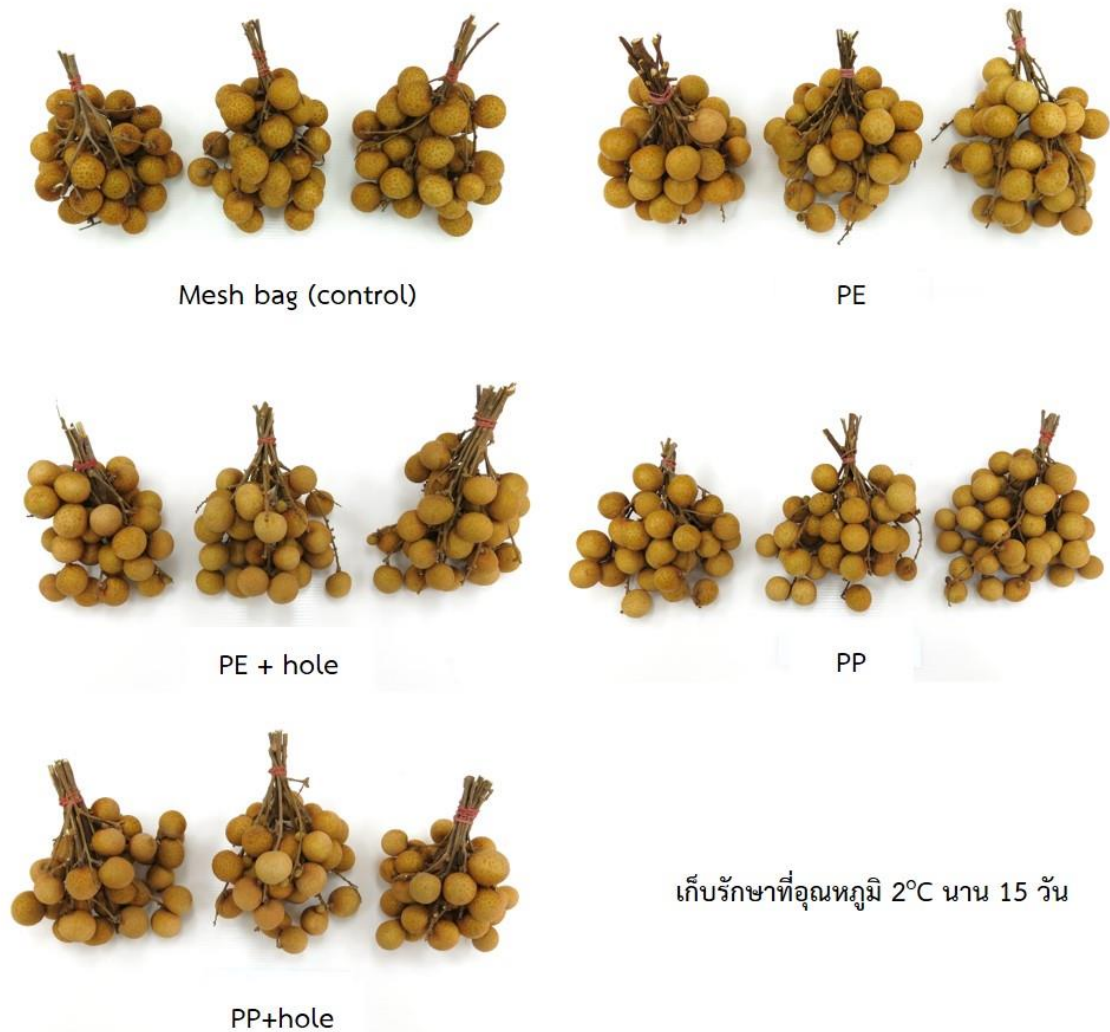 Mesh bag (control)
PE
PE + hole
PP
PP+hole
เก็บรักษาที่อุณหภูมิ 2°C นาน 15 วัน